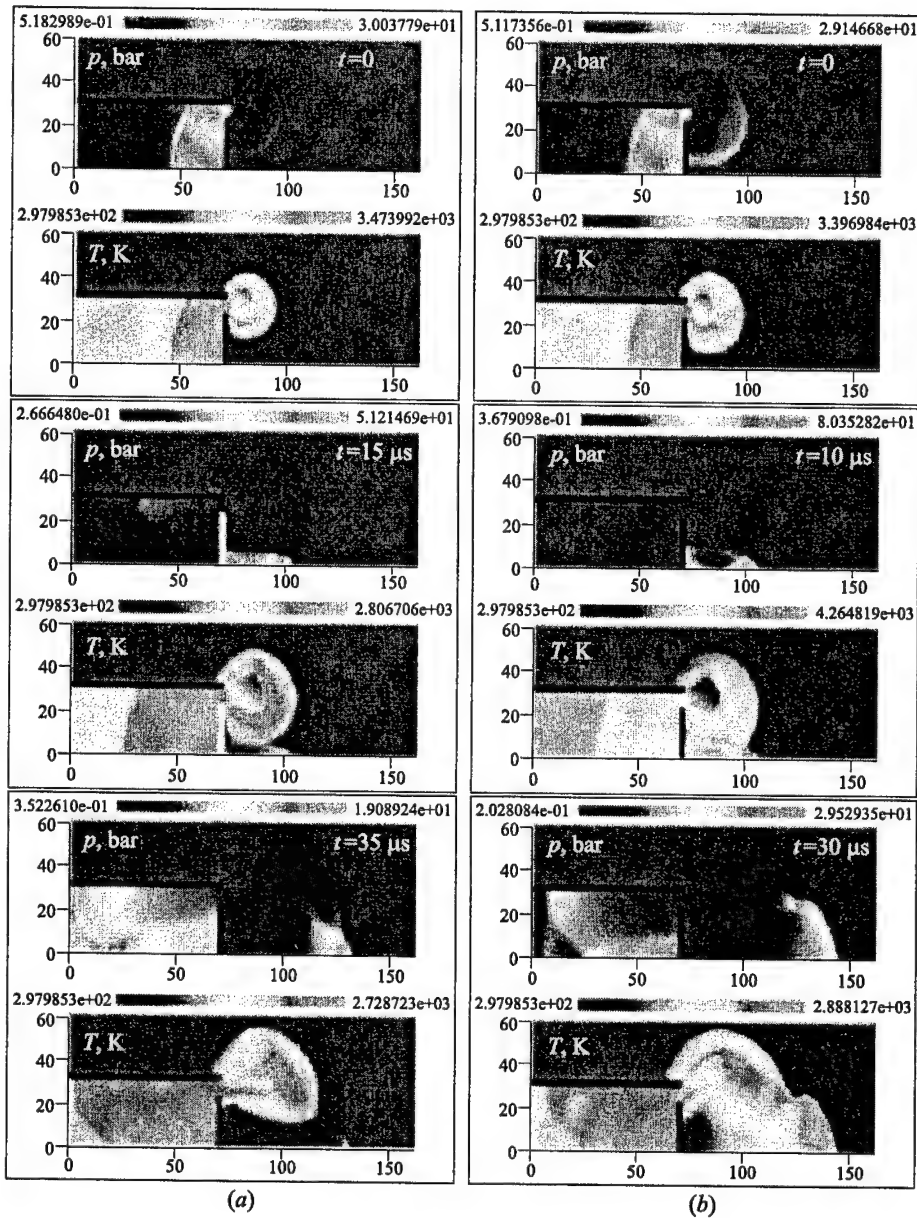 5.182989e-01 3.003779e+01
60
p, bar t=0
40
20
0
0 50 100 150
2.979853e+02 3.473992e+03
60
T, K
40
20
0
0 50 100 150
2.666480e-01 5.121469e+01
60
p, bar t=15 μs
40
20
0
0 50 100 150
2.979853e+02 2.806706e+03
60
T, K
40
20
0
0 50 100 150
3.522610e-01 1.908924e+01
60
p, bar t=35 μs
40
20
0
0 50 100 150
2.979853e+02 2.728723e+03
60
T, K
40
20
0
0 50 100 150
(a)
5.117356e-01 2.914668e+01
60
p, bar t=0
40
20
0
0 50 100 150
2.979853e+02 3.396984e+03
60
T, K
40
20
0
0 50 100 150
3.679098e-01 8.035282e+01
60
p, bar t=10 μs
40
20
0
0 50 100 150
2.979853e+02 4.264819e+03
60
T, K
40
20
0
0 50 100 150
2.028084e-01 2.952935e+01
60
p, bar t=30 μs
40
20
0
0 50 100 150
2.979853e+02 2.888127e+03
60
T, K
40
20
0
0 50 100 150
(b)